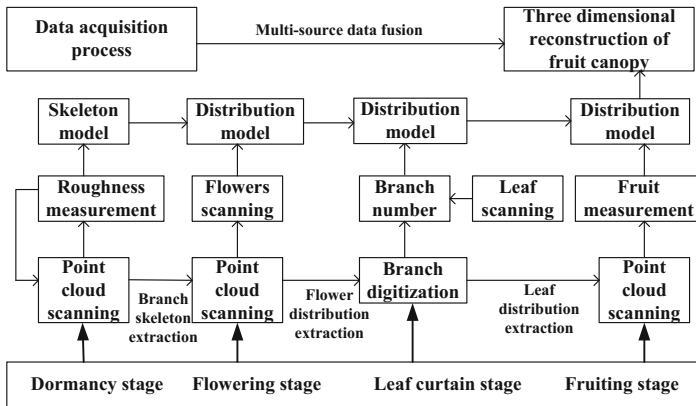 Data acquisition
process
Multi-source data fusion
Three dimensional
reconstruction of
fruit canopy
Skeleton
model
Distribution
model
Distribution
model
Distribution
model
Roughness
measurement
Flowers
scanning
Branch
number
Leaf
scanning
Fruit
measurement
Point
cloud
scanning
Branch
skeleton
extraction
Point
cloud
scanning
Flower
distribution
extraction
Branch
digitization
Leaf
distribution
extraction
Point
cloud
scanning
Dormancy stage
Flowering stage
Leaf curtain stage
Fruiting stage